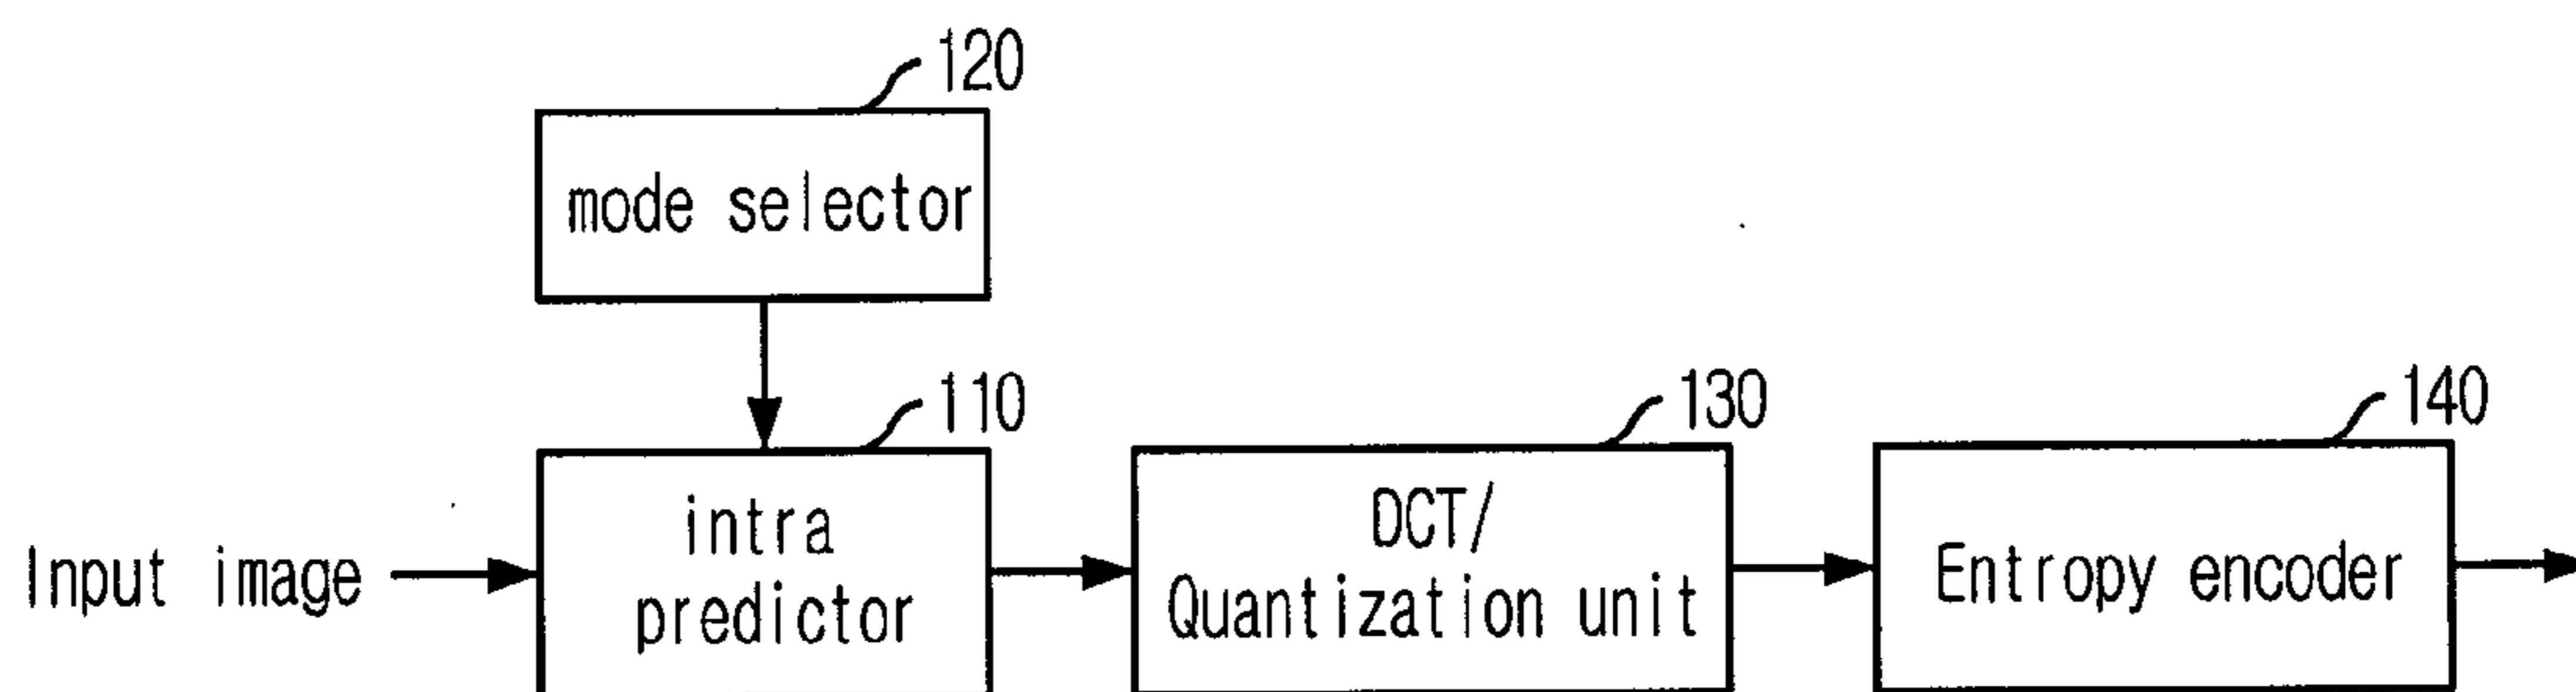 120
mode selector
110
130
140
Input image
intra
predictor
DCT/
Quantization unit
Entropy encoder